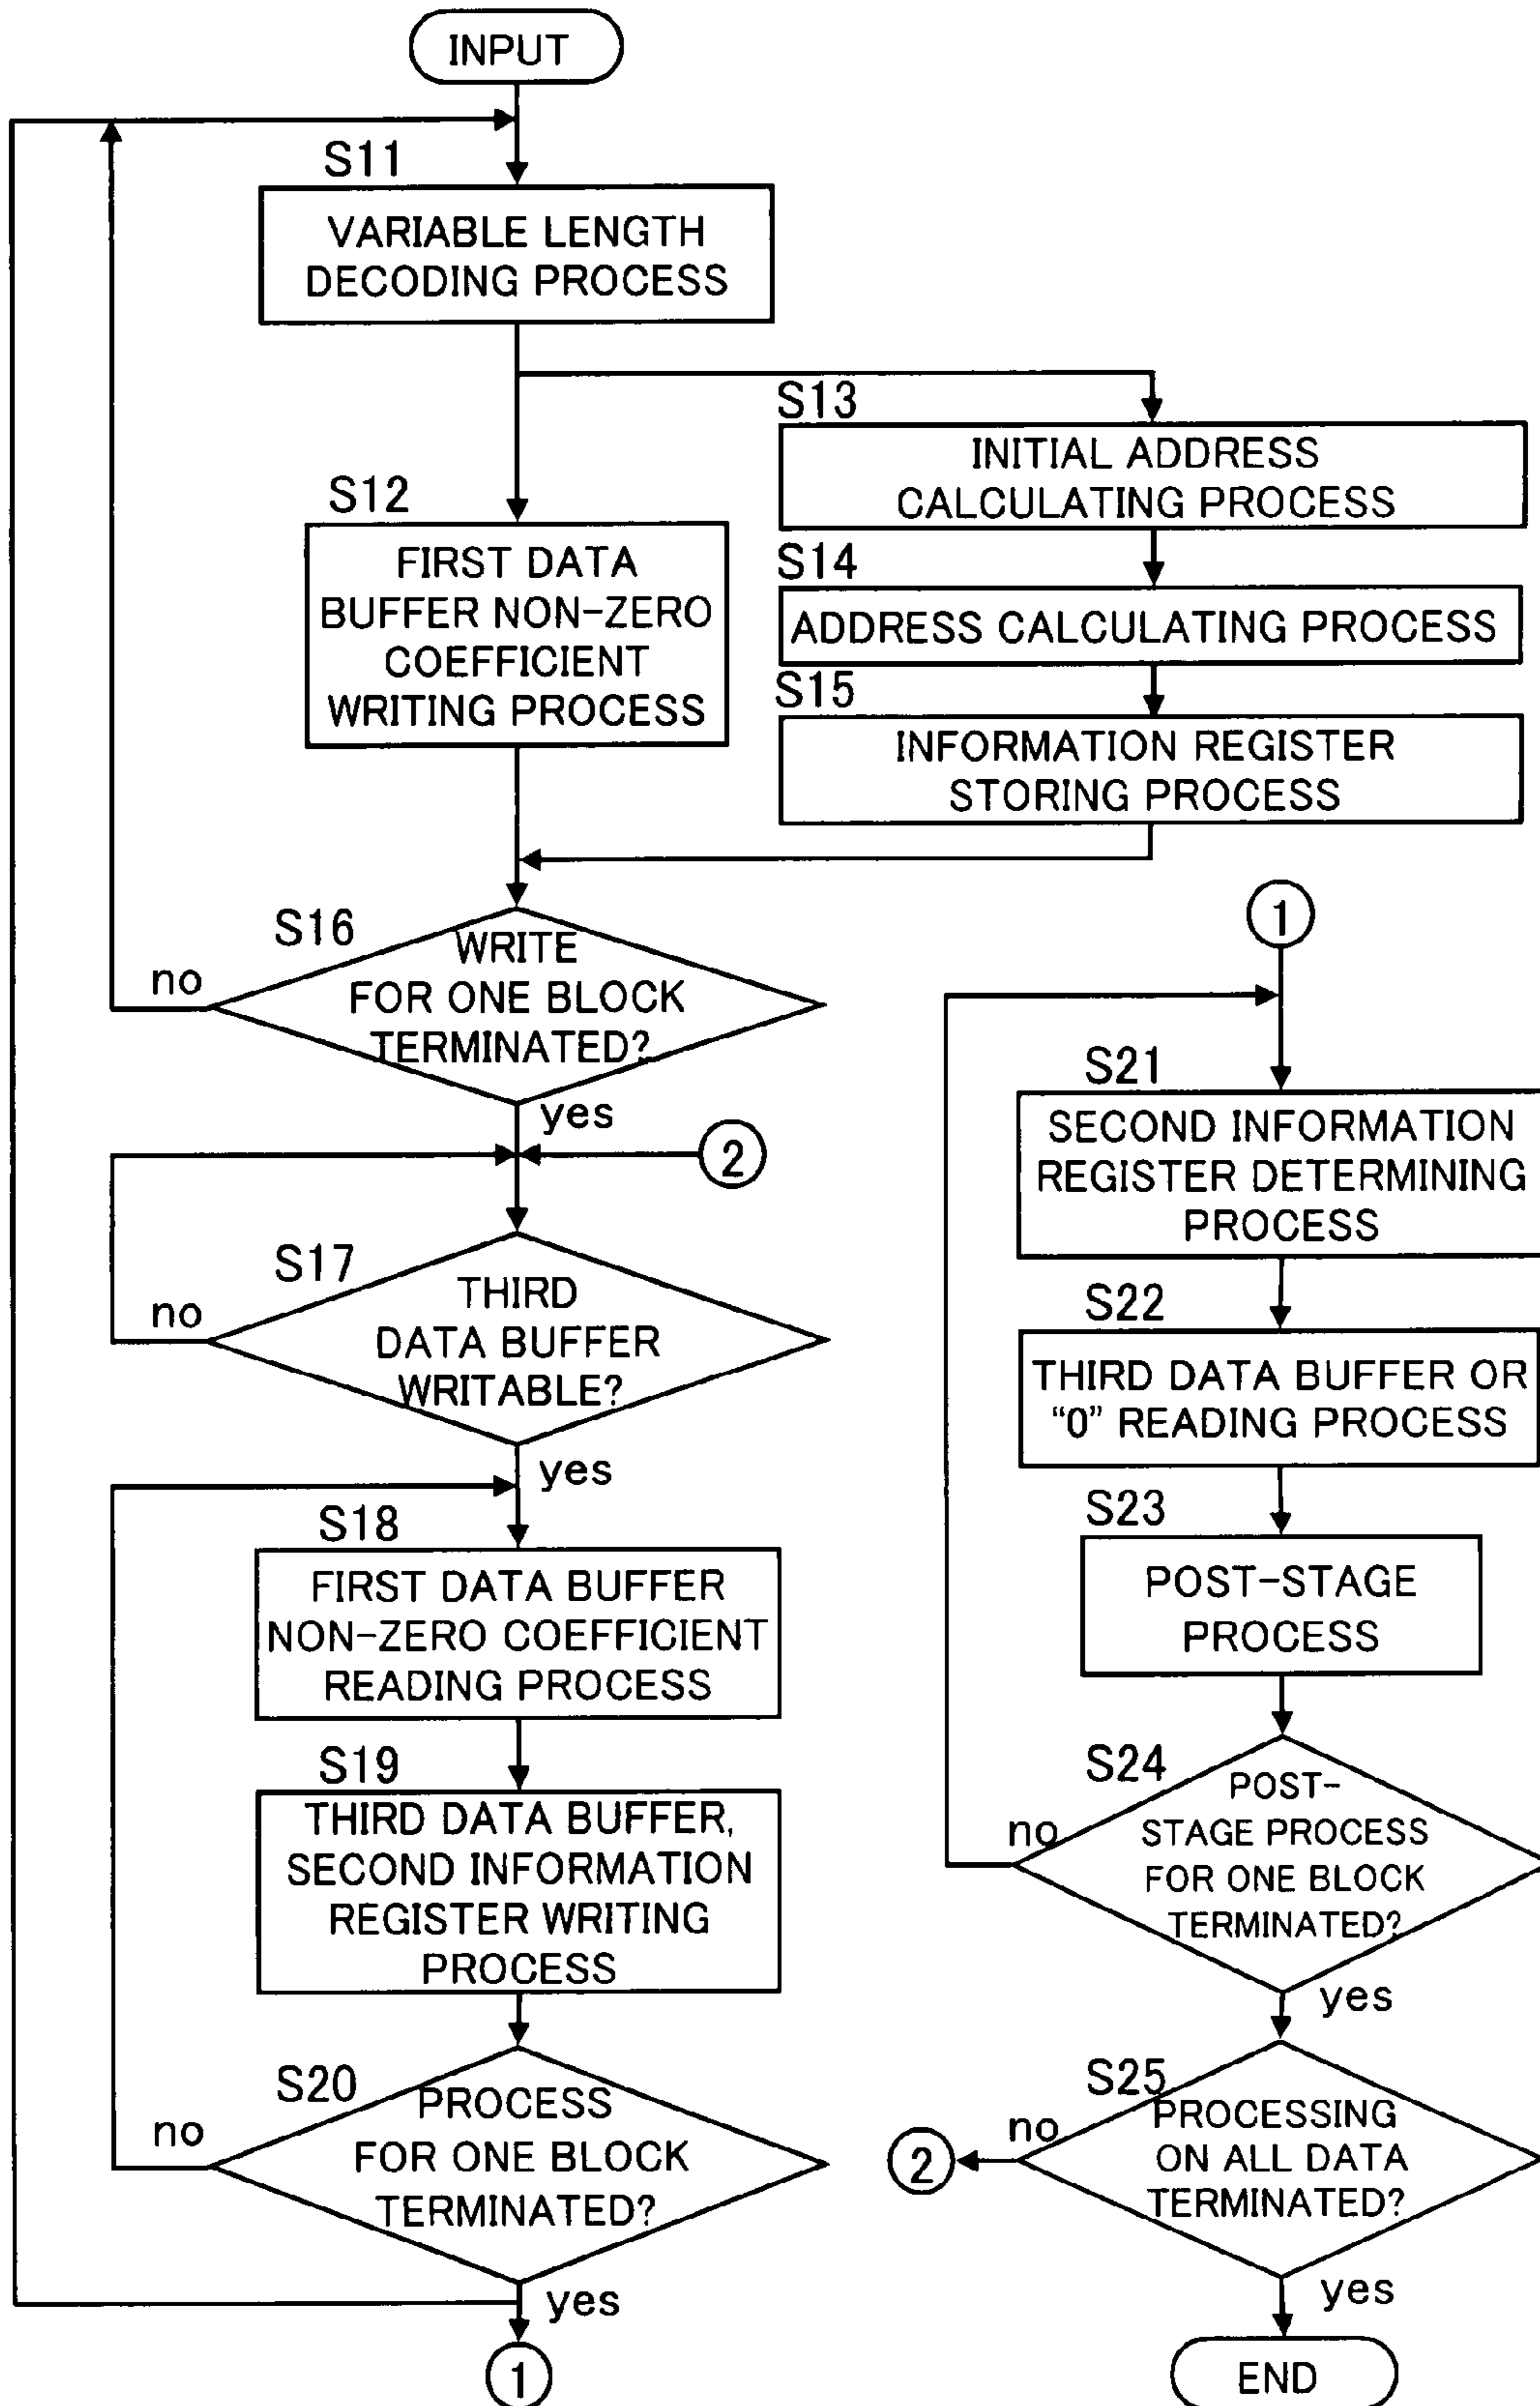 INPUT
S11
VARIABLE LENGTH
DECODING PROCESS
S13
INITIAL ADDRESS
CALCULATING PROCESS
S12
FIRST DATA
BUFFER NON-ZERO
COEFFICIENT
WRITING PROCESS
S14
ADDRESS CALCULATING PROCESS
S15
INFORMATION REGISTER
STORING PROCESS
S16
WRITE
FOR ONE BLOCK
TERMINATED?
no
yes
2
S17
THIRD
DATA BUFFER
WRITABLE?
no
yes
S18
FIRST DATA BUFFER
NON-ZERO COEFFICIENT
READING PROCESS
S19
THIRD DATA BUFFER,
SECOND INFORMATION
REGISTER WRITING
PROCESS
S20
PROCESS
FOR ONE BLOCK
TERMINATED?
no
yes
1
1
S21
SECOND INFORMATION
REGISTER DETERMINING
PROCESS
S22
THIRD DATA BUFFER OR
“0” READING PROCESS
S23
POST-STAGE
PROCESS
S24
POST-
STAGE PROCESS
FOR ONE BLOCK
TERMINATED?
no
yes
S25
PROCESSING
ON ALL DATA
TERMINATED?
no
2
yes
END